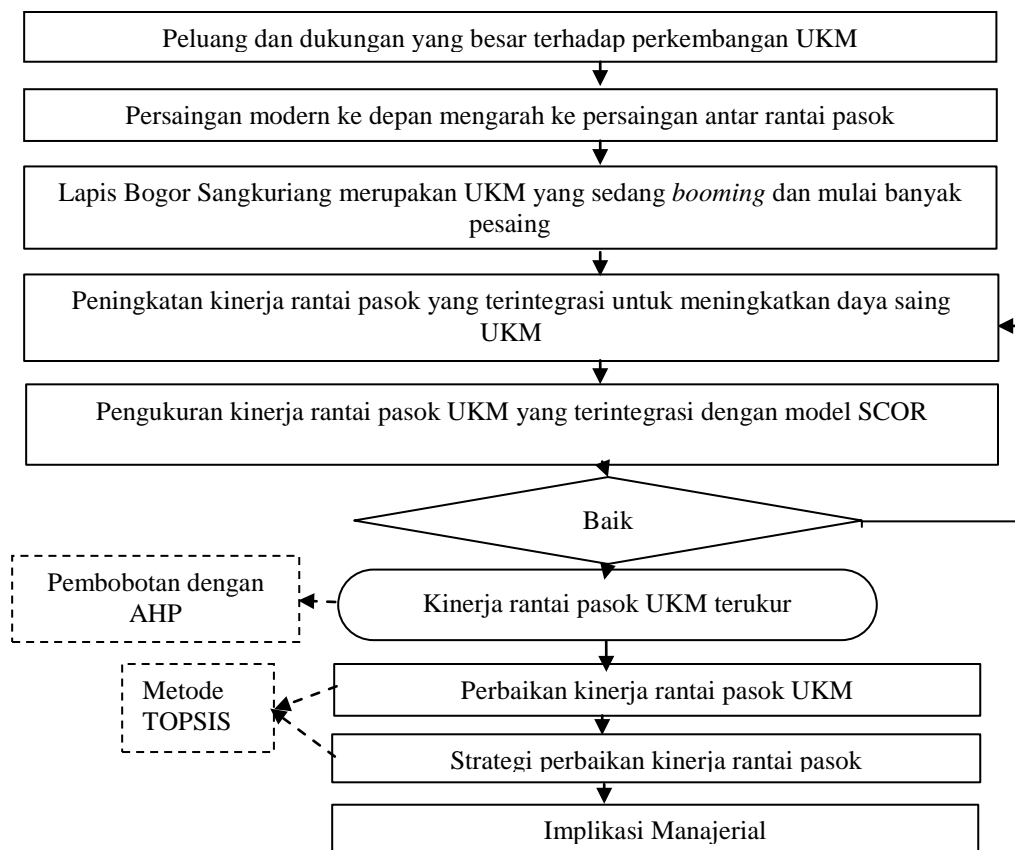 Peluang dan dukungan yang besar terhadap perkembangan UKM
Persaingan modern ke depan mengarah ke persaingan antar rantai pasok
Lapis Bogor Sangkuriang merupakan UKM yang sedang booming dan mulai banyak
pesaing
Peningkatan kinerja rantai pasok yang terintegrasi untuk meningkatkan daya saing
UKM
Pengukuran kinerja rantai pasok UKM yang terintegrasi dengan model SCOR
Baik
Pembobotan dengan
AHP
Kinerja rantai pasok UKM terukur
Perbaikan kinerja rantai pasok UKM
Metode
TOPSIS
Strategi perbaikan kinerja rantai pasok
Implikasi Manajerial